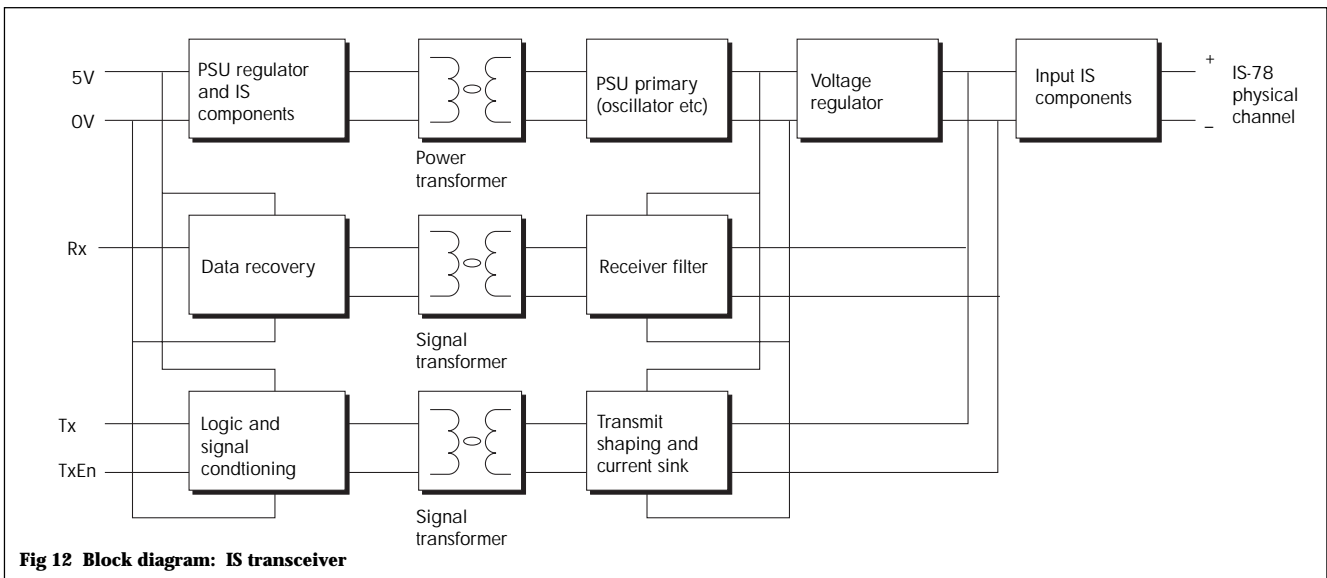 5V
0V
PSU regulator
and IS
components
Power
transformer
PSU primary
(oscillator etc)
Voltage
regulator
Input IS
components
+
–
IS-78
physical
channel
Rx
Data recovery
Signal
transformer
Receiver filter
Tx
TxEn
Logic and
signal
condtioning
Signal
transformer
Transmit
shaping and
current sink
Fig 12 Block diagram: IS transceiver